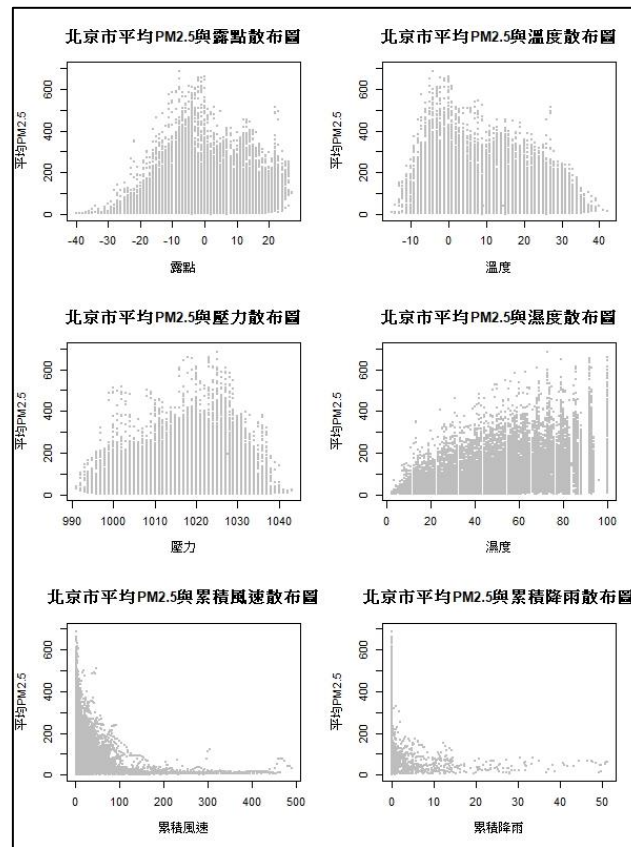 北京市平均PM2.5與露點散布圖
平均PM2.5
600
400
200
0
-40 -30 -20 -10 0 10 20
露點
北京市平均PM2.5與溫度散布圖
平均PM2.5
600
400
200
0
-10 0 10 20 30 40
溫度
北京市平均PM2.5與壓力散布圖
平均PM2.5
600
400
200
0
990 1000 1010 1020 1030 1040
壓力
北京市平均PM2.5與濕度散布圖
平均PM2.5
600
400
200
0
0 20 40 60 80 100
濕度
北京市平均PM2.5與累積風速散布圖
平均PM2.5
600
400
200
0
0 100 200 300 400 500
累積風速
北京市平均PM2.5與累積降雨散布圖
平均PM2.5
600
400
200
0
0 10 20 30 40 50
累積降雨